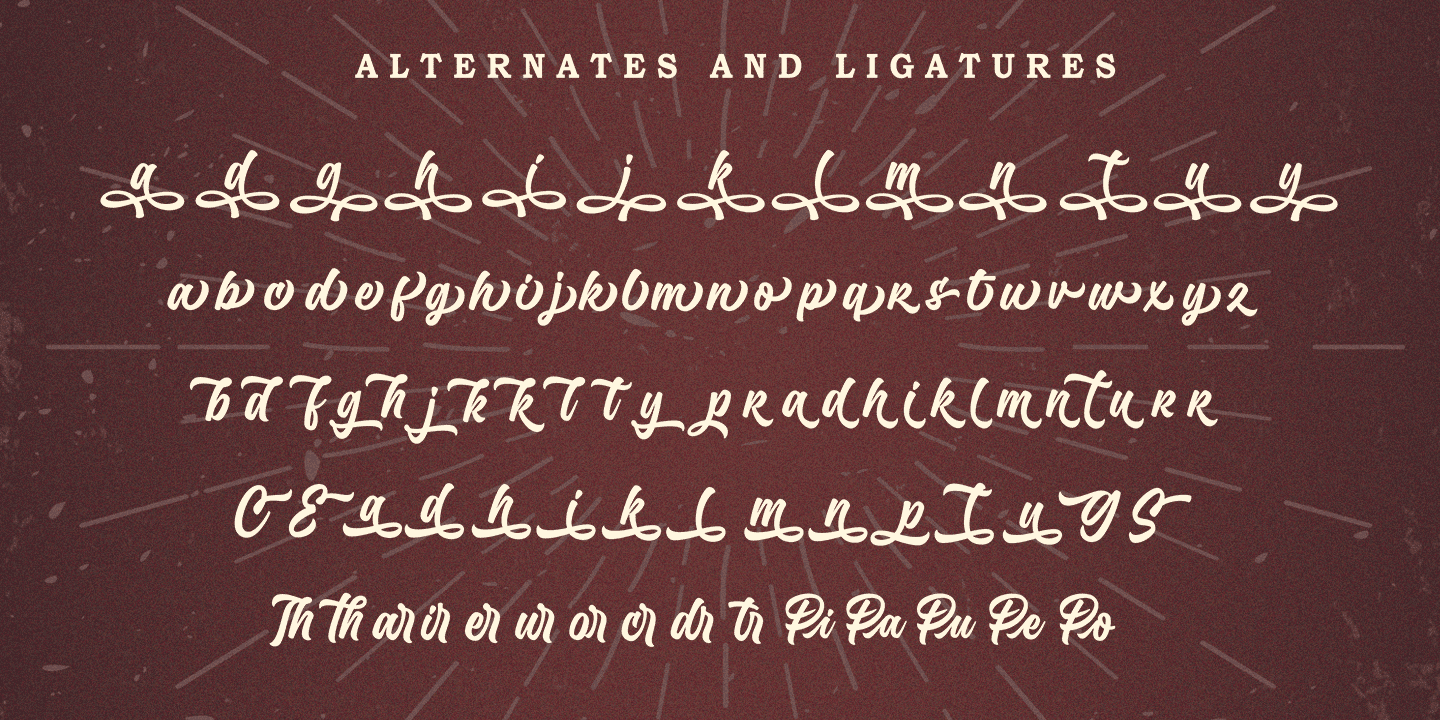 ALTERNATES AND LIGATURES
a d g h i j k l m n t u y
a b c d e f g h i j k l m n o p q r s t u v w x y z
b d f g h j k k l t y p r a d h i k l m n t u r r
C E a d h i k l m n p t u g S
Th th ar ir er ur or cr dr tr Pi Pa Pu Pe Po